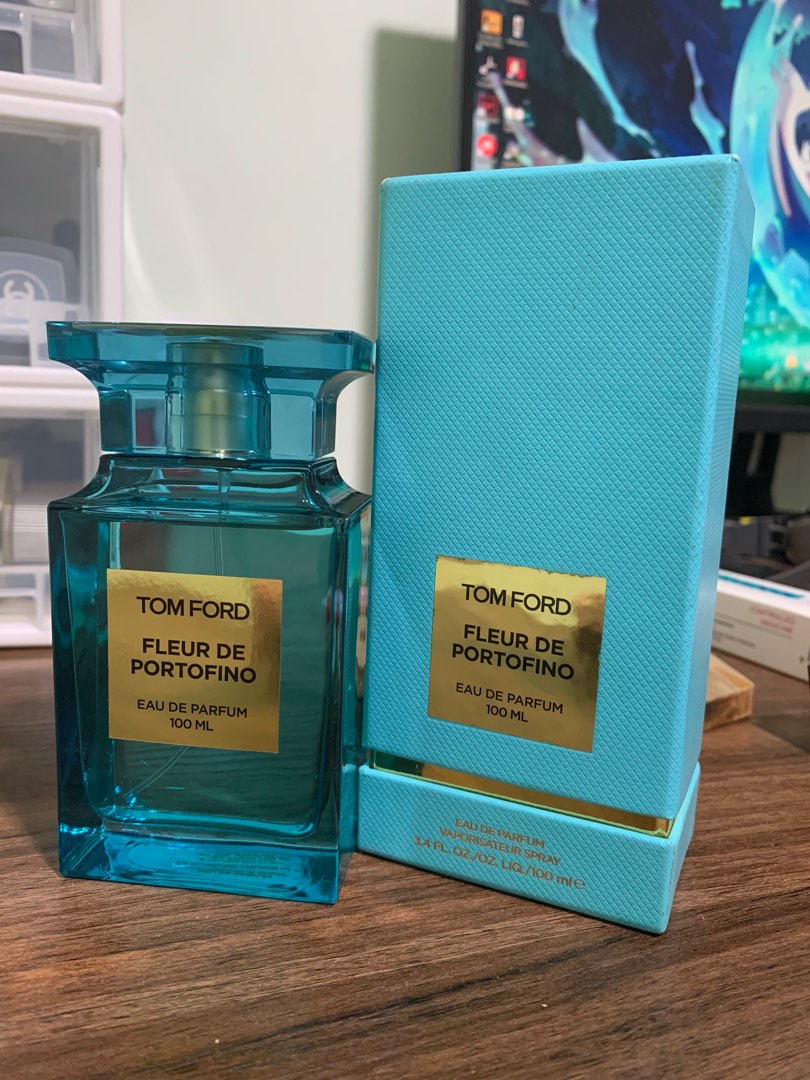 TOM FORD
FLEUR DE
PORTOFINO
EAU DE PARFUM
100 ML
TOM FORD
FLEUR DE
PORTOFINO
EAU DE PARFUM
100 ML
EAU DE PARFUM
VAPORISATEUR SPRAY
3.4 FL. OZ./OZ. LIQ./100 ml ℮